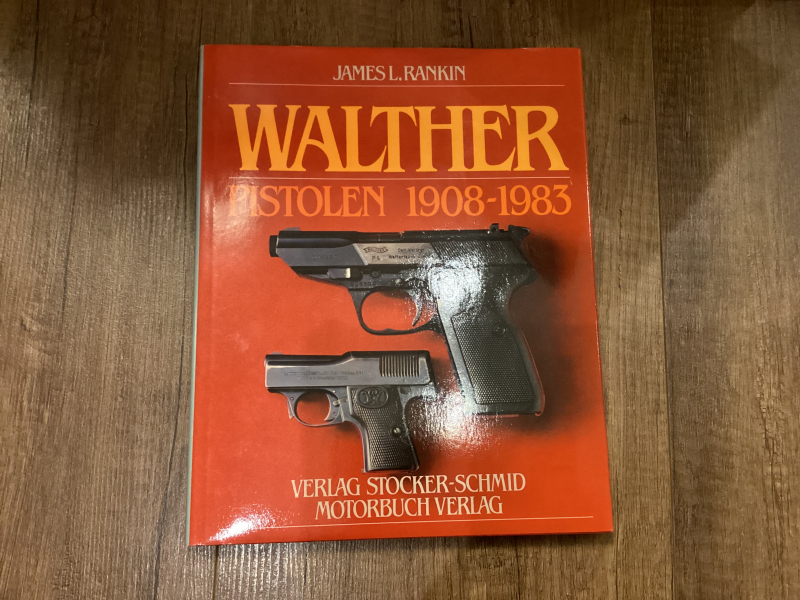 JAMES L. RANKIN
WALTHER
PISTOLEN 1908-1983
VERLAG STOCKER-SCHMID
MOTORBUCH VERLAG